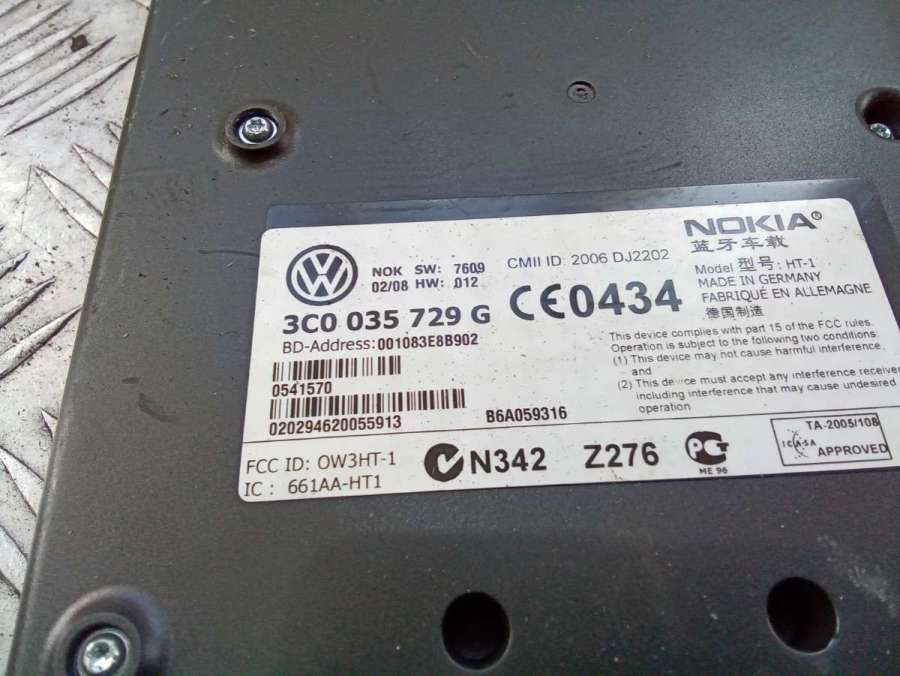 NOKIA®
蓝牙车载
NOK SW: 7609
02/08 HW: 012
CMII ID: 2006 DJ2202
Model 型号: HT-1
MADE IN GERMANY
FABRIQUÉ EN ALLEMAGNE
德国制造
3C0 035 729 G
CE0434
BD-Address:001083E8B902
This device complies with part 15 of the FCC rules.
Operation is subject to the following two conditions:
(1) This device may not cause harmful interference,
and
(2) This device must accept any interference received
including interference that may cause undesired
operation
0541570
020294620055913
B6A059316
FCC ID: OW3HT-1
IC: 661AA-HT1
N342
Z276
ME 96
TA-2005/108
ICASA
APPROVED